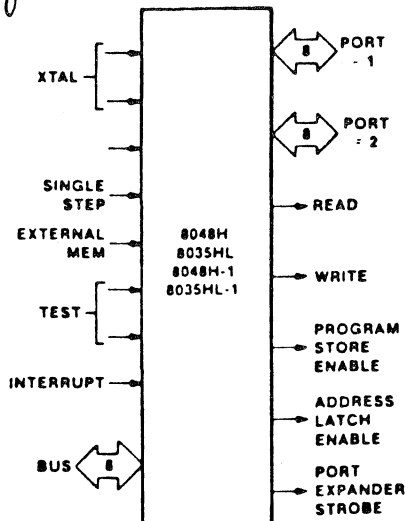 XTAL
SINGLE
STEP
EXTERNAL
MEM
TEST
INTERRUPT
BUS
8
8048H
8035HL
8048H-1
8035HL-1
8
PORT
- 1
8
PORT
= 2
READ
WRITE
PROGRAM
STORE
ENABLE
ADDRESS
LATCH
ENABLE
PORT
EXPANDER
STROBE